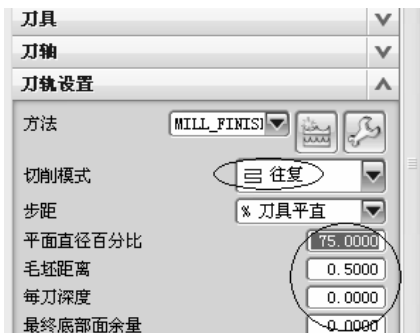 刀具
刀轴
刀轨设置
方法 MILL_FINIS
切削模式 往复
步距 % 刀具平直
平面直径百分比 75.0000
毛坯距离 0.5000
每刀深度 0.0000
最终底部面余量 0.0000